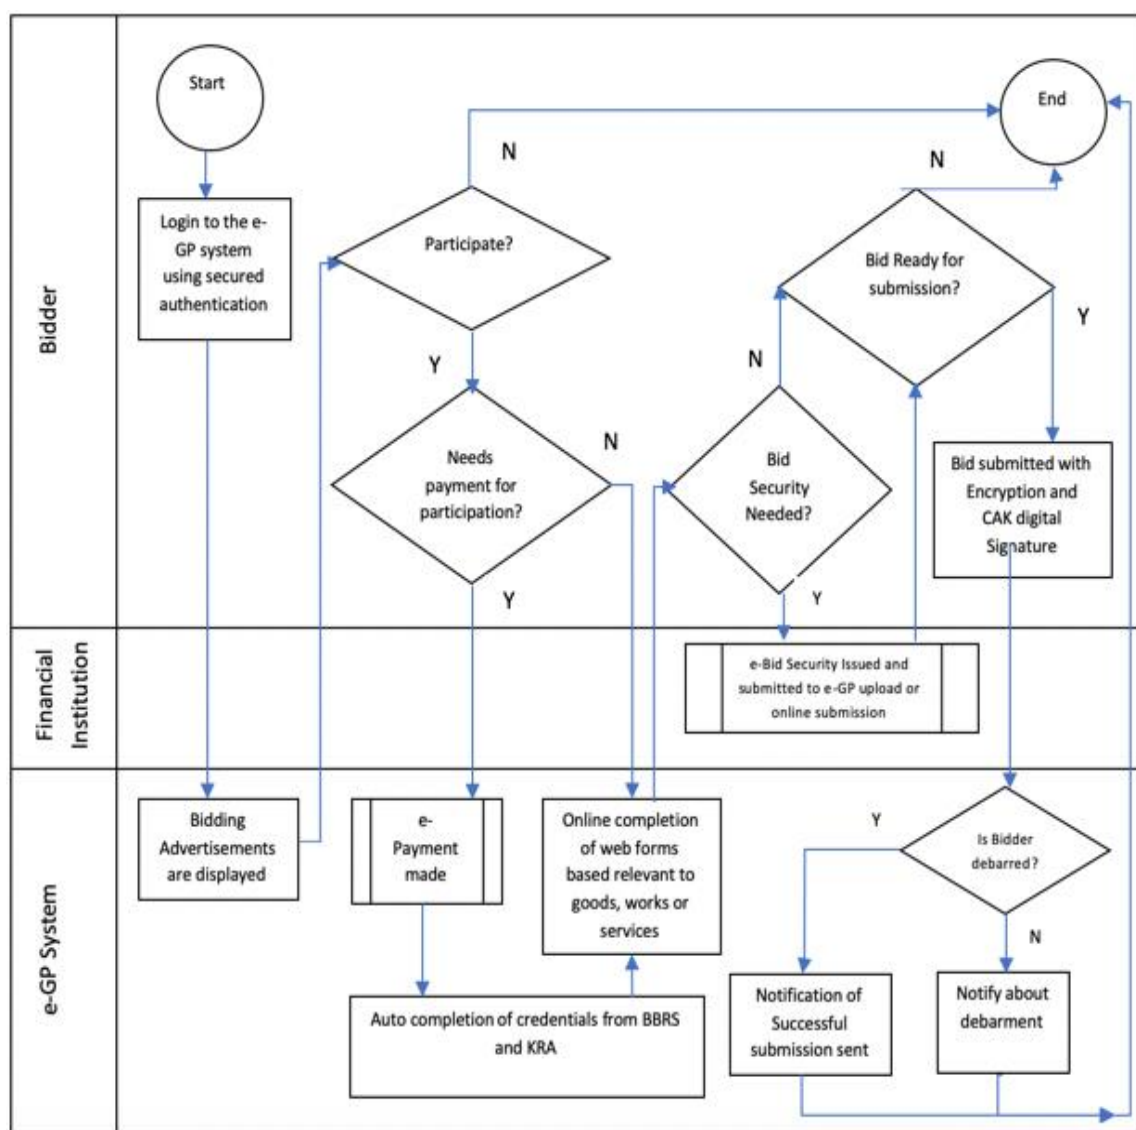 Bidder
Start
End
N
N
Login to the e-
GP system
using secured
authentication
Participate?
Bid Ready for
submission?
Y
Y
N
N
Needs
payment for
participation?
Bid
Security
Needed?
Bid submitted with
Encryption and
CAK digital
Signature
Y
Y
Financial
Institution
e-Bid Security Issued and
submitted to e-GP upload or
online submission
e-GP System
Bidding
Advertisements
are displayed
e-
Payment
made
Online completion
of web forms
based relevant to
goods, works or
services
Y
Is Bidder
debarred?
N
Auto completion of credentials from BBRS
and KRA
Notification of
Successful
submission sent
Notify about
debarment